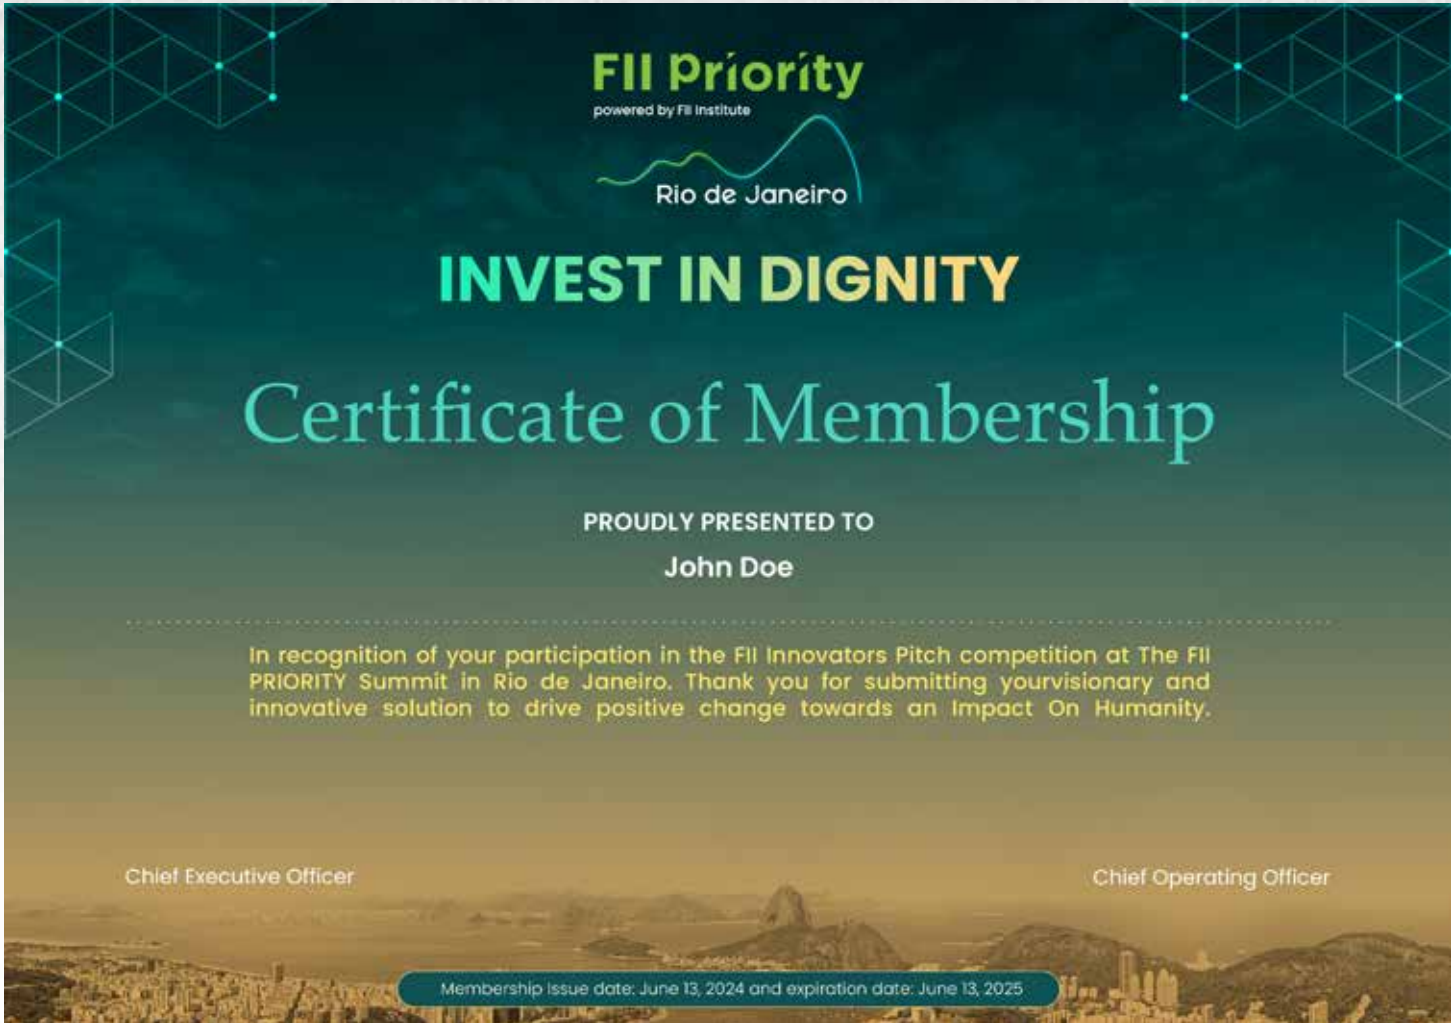 FII Priority
powered by FII Institute
Rio de Janeiro
INVEST IN DIGNITY
Certificate of Membership
PROUDLY PRESENTED TO
John Doe
In recognition of your participation in the FII Innovators Pitch competition at The FII
PRIORITY Summit in Rio de Janeiro. Thank you for submitting yourvisionary and
innovative solution to drive positive change towards an Impact On Humanity.
Chief Executive Officer
Chief Operating Officer
Membership Issue date: June 13, 2024 and expiration date: June 13, 2025